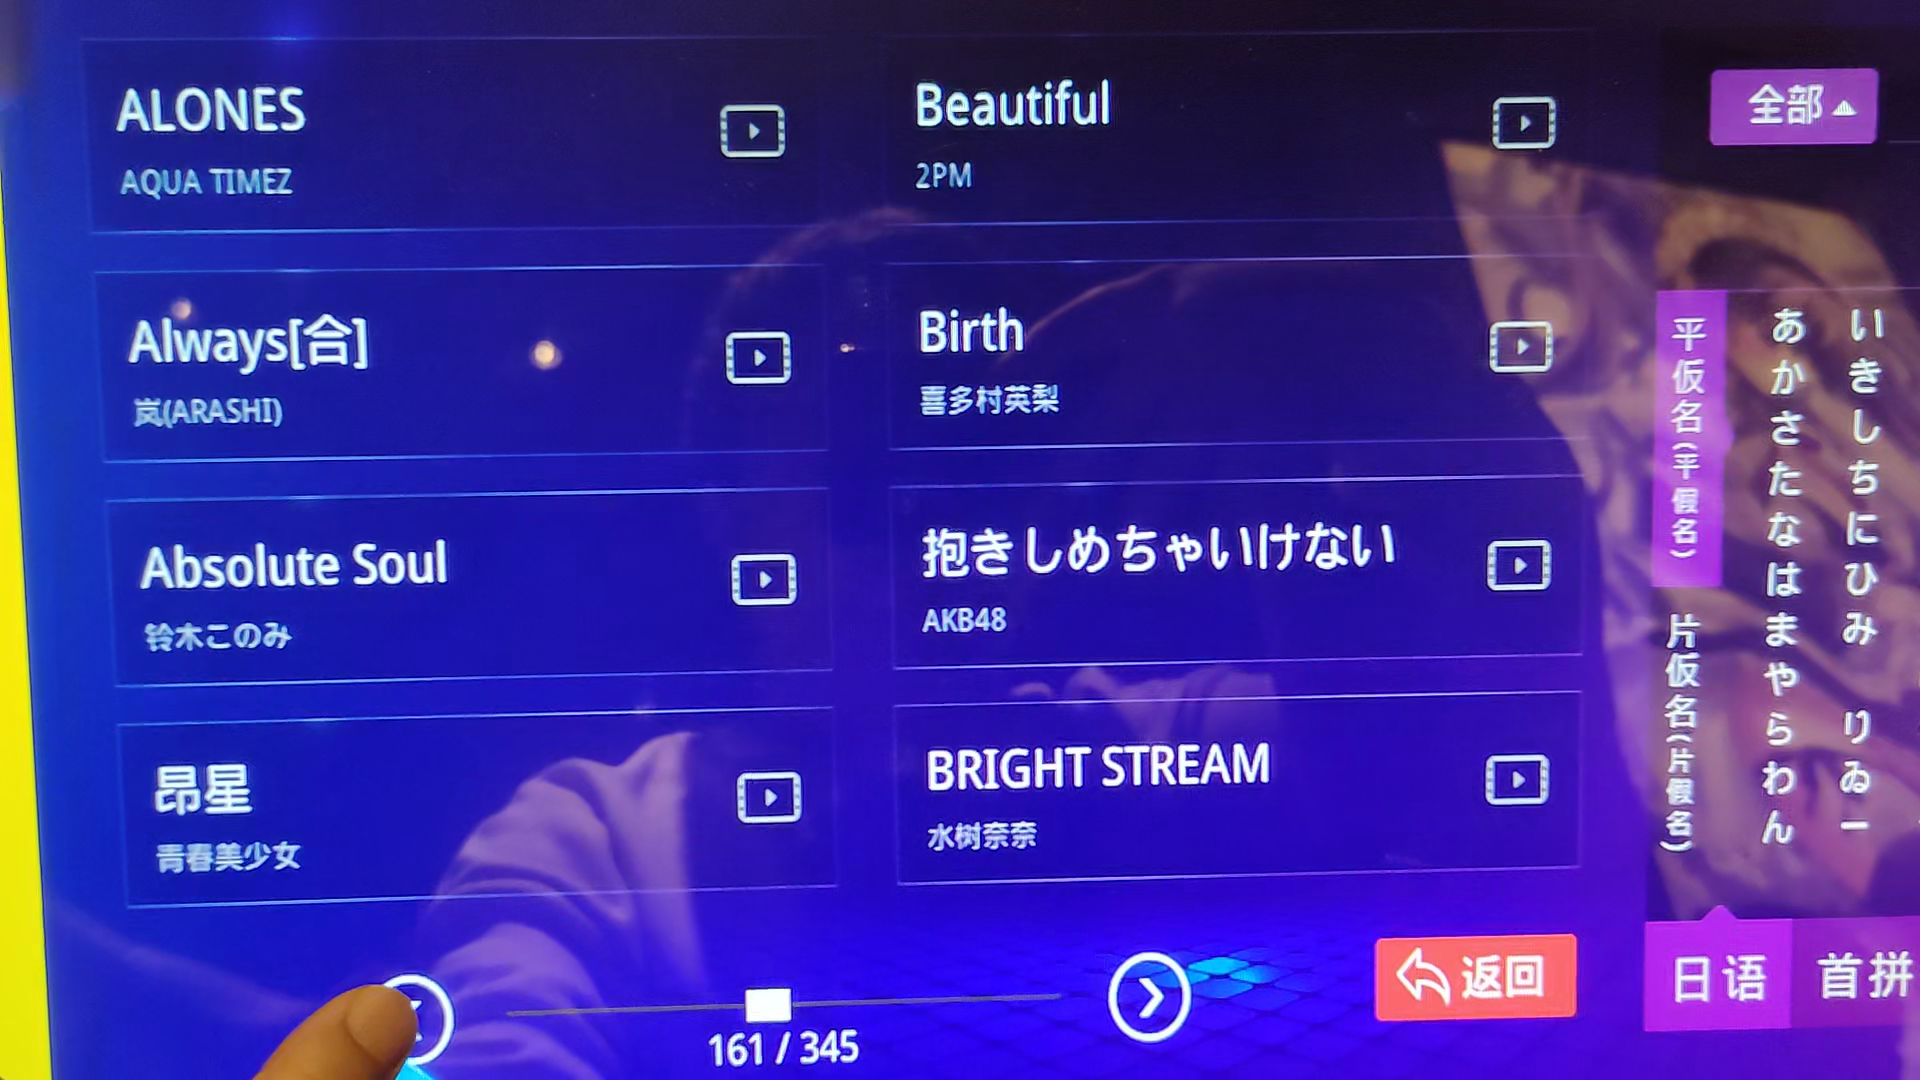 ALONES
AQUA TIMEZ
Beautiful
2PM
Always[合]
岚(ARASHI)
Birth
喜多村英梨
Absolute Soul
铃木このみ
抱きしめちゃいけない
AKB48
昴星
青春美少女
BRIGHT STREAM
水树奈奈
161 / 345
返回
全部
平仮名(平假名)
片仮名(片假名)
あかさたなはまやらわん
いきしちにひみ りゐー
日语
首拼